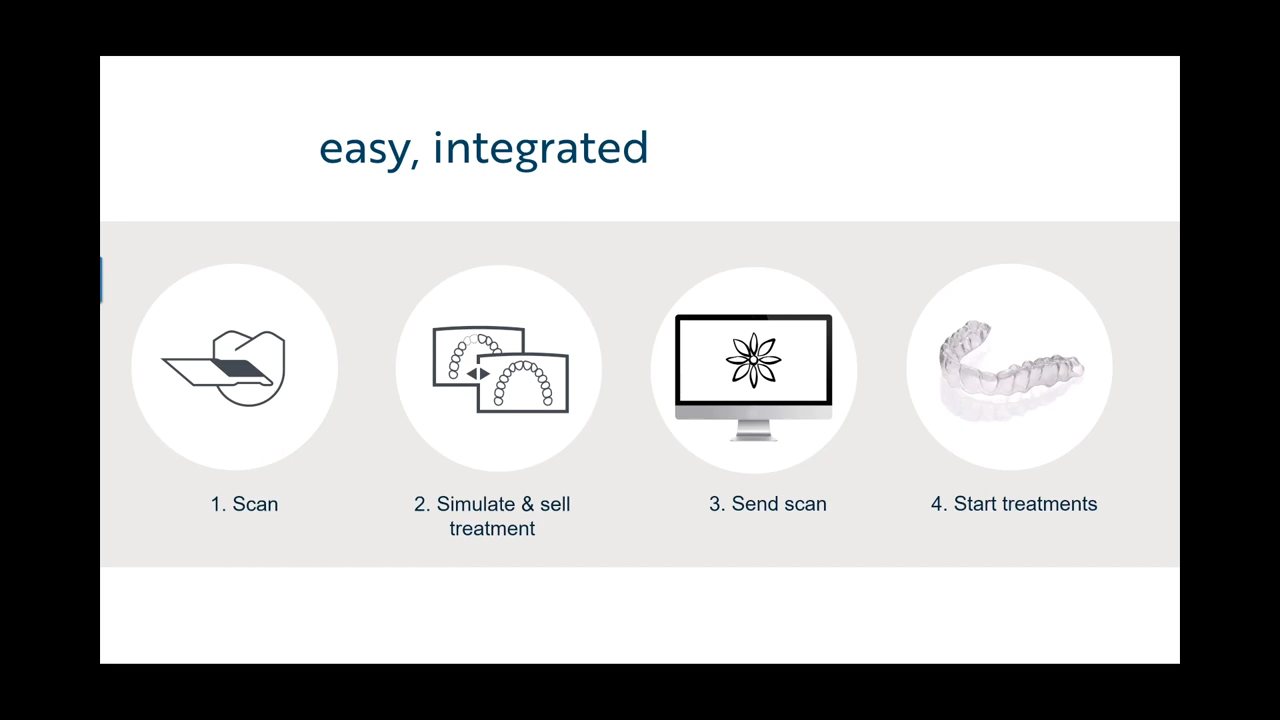 easy, integrated
1. Scan
2. Simulate & sell
treatment
3. Send scan
4. Start treatments